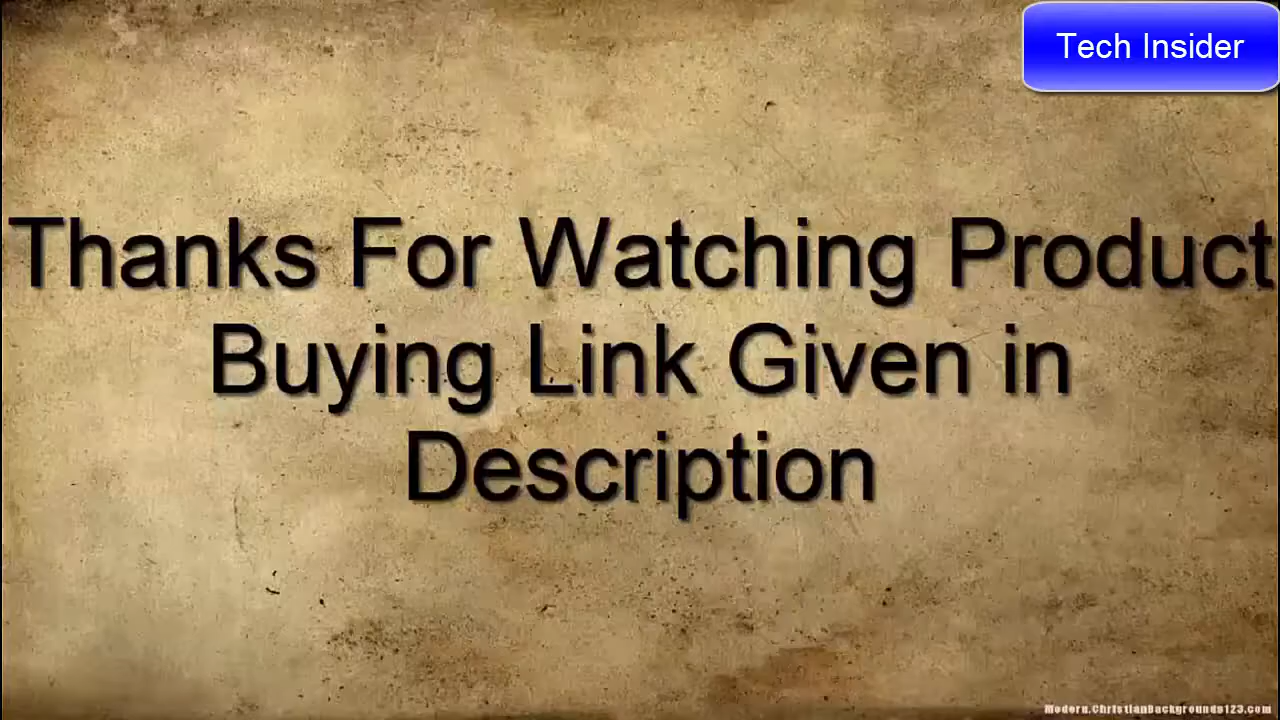 Tech Insider
Thanks For Watching Product
Buying Link Given in
Description
Modern.ChristianBackgrounds123.com